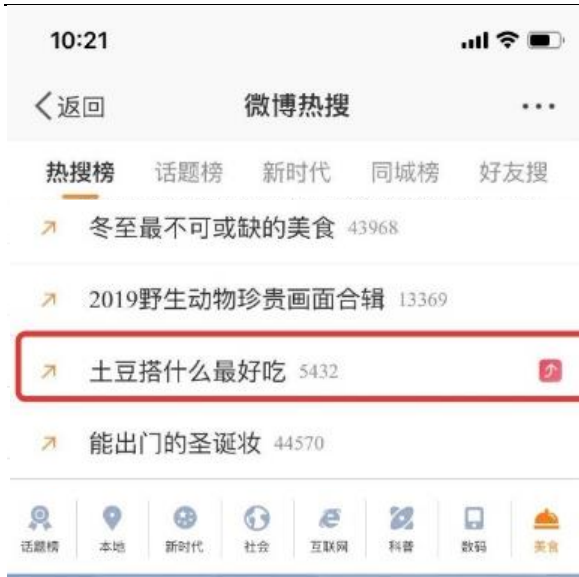 10:21
返回 微博热搜 ...
热搜榜 话题榜 新时代 同城榜 好友搜
冬至最不可或缺的美食 43968
2019野生动物珍贵画面合辑 13369
土豆搭什么最好吃 5432
能出门的圣诞妆 44570
话题榜 本地 新时代 社会 互联网 科普 数码 美食